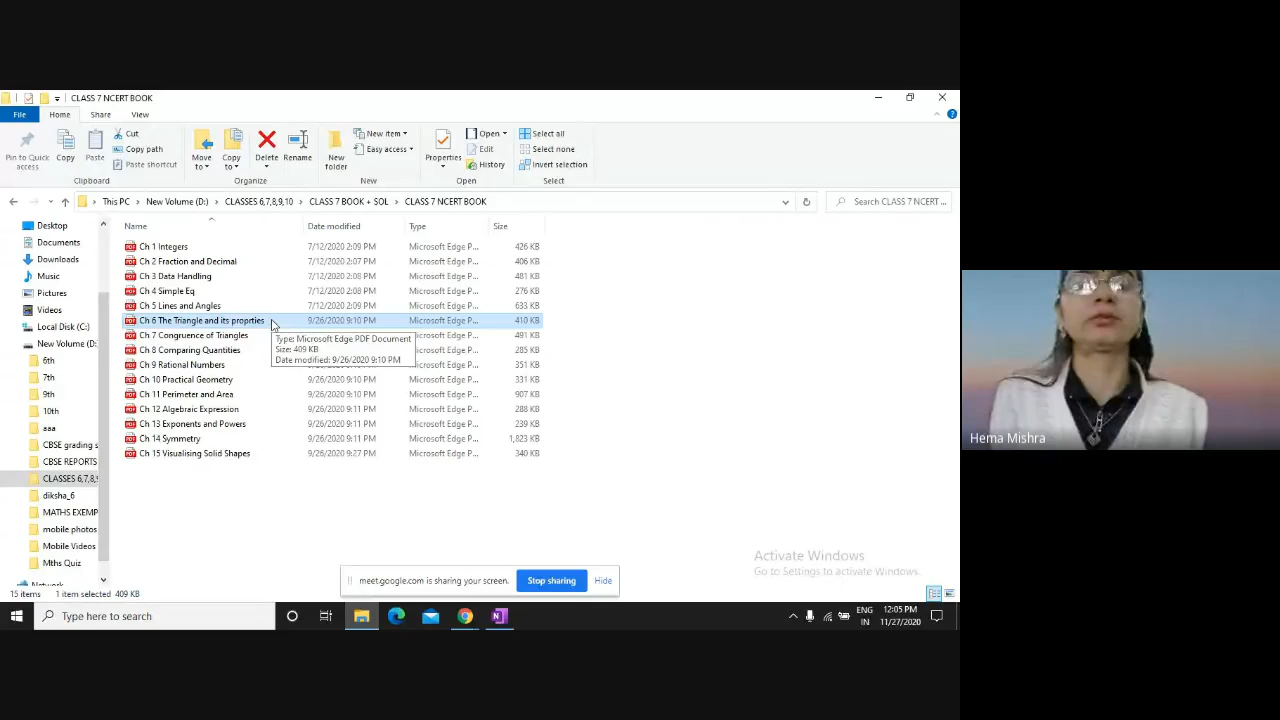 CLASS 7 NCERT BOOK
File Home Share View
Pin to Quick access
Copy
Paste
Cut
Copy path
Paste shortcut
Clipboard
Move to
Copy to
Delete
Rename
Organize
New folder
New item
Easy access
New
Properties
Open
Edit
History
Open
Select all
Select none
Invert selection
Select
This PC New Volume (D:) CLASSES 6,7,8,9,10 CLASS 7 BOOK + SOL CLASS 7 NCERT BOOK
Search CLASS 7 NCERT ...
Desktop
Documents
Downloads
Music
Pictures
Videos
Local Disk (C:)
New Volume (D:
6th
7th
9th
10th
aaa
CBSE grading s
CBSE REPORTS
CLASSES 6,7,8,9,
diksha_6
MATHS EXEMP
mobile photos
Mobile Videos
Mths Quiz
Network
Name Date modified Type Size
Ch 1 Integers 7/12/2020 2:09 PM Microsoft Edge P... 426 KB
Ch 2 Fraction and Decimal 7/12/2020 2:07 PM Microsoft Edge P... 406 KB
Ch 3 Data Handling 7/12/2020 2:08 PM Microsoft Edge P... 481 KB
Ch 4 Simple Eq 7/12/2020 2:08 PM Microsoft Edge P... 276 KB
Ch 5 Lines and Angles 7/12/2020 2:09 PM Microsoft Edge P... 633 KB
Ch 6 The Triangle and its proprties 9/26/2020 9:10 PM Microsoft Edge P... 410 KB
Ch 7 Congruence of Triangles Microsoft Edge P... 491 KB
Ch 8 Comparing Quantities Microsoft Edge P... 285 KB
Ch 9 Rational Numbers Microsoft Edge P... 351 KB
Ch 10 Practical Geometry 9/26/2020 9:10 PM Microsoft Edge P... 331 KB
Ch 11 Perimeter and Area 9/26/2020 9:10 PM Microsoft Edge P... 907 KB
Ch 12 Algebraic Expression 9/26/2020 9:11 PM Microsoft Edge P... 288 KB
Ch 13 Exponents and Powers 9/26/2020 9:11 PM Microsoft Edge P... 239 KB
Ch 14 Symmetry 9/26/2020 9:11 PM Microsoft Edge P... 1,823 KB
Ch 15 Visualising Solid Shapes 9/26/2020 9:27 PM Microsoft Edge P... 340 KB
Type: Microsoft Edge PDF Document
Size: 409 KB
Date modified: 9/26/2020 9:10 PM
Hema Mishra
Activate Windows
Go to Settings to activate Windows.
meet.google.com is sharing your screen. Stop sharing Hide
15 items 1 item selected 409 KB
Type here to search
ENG
IN
12:05 PM
11/27/2020